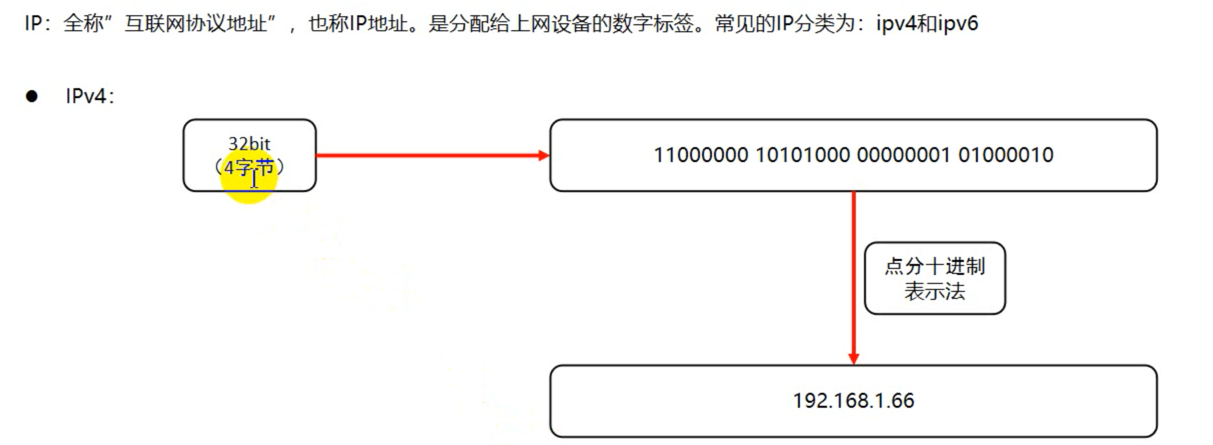 IP：全称”互联网协议地址”，也称IP地址。是分配给上网设备的数字标签。常见的IP分类为：ipv4和ipv6
● IPv4：
32bit
（4字节）
11000000 10101000 00000001 01000010
点分十进制
表示法
192.168.1.66